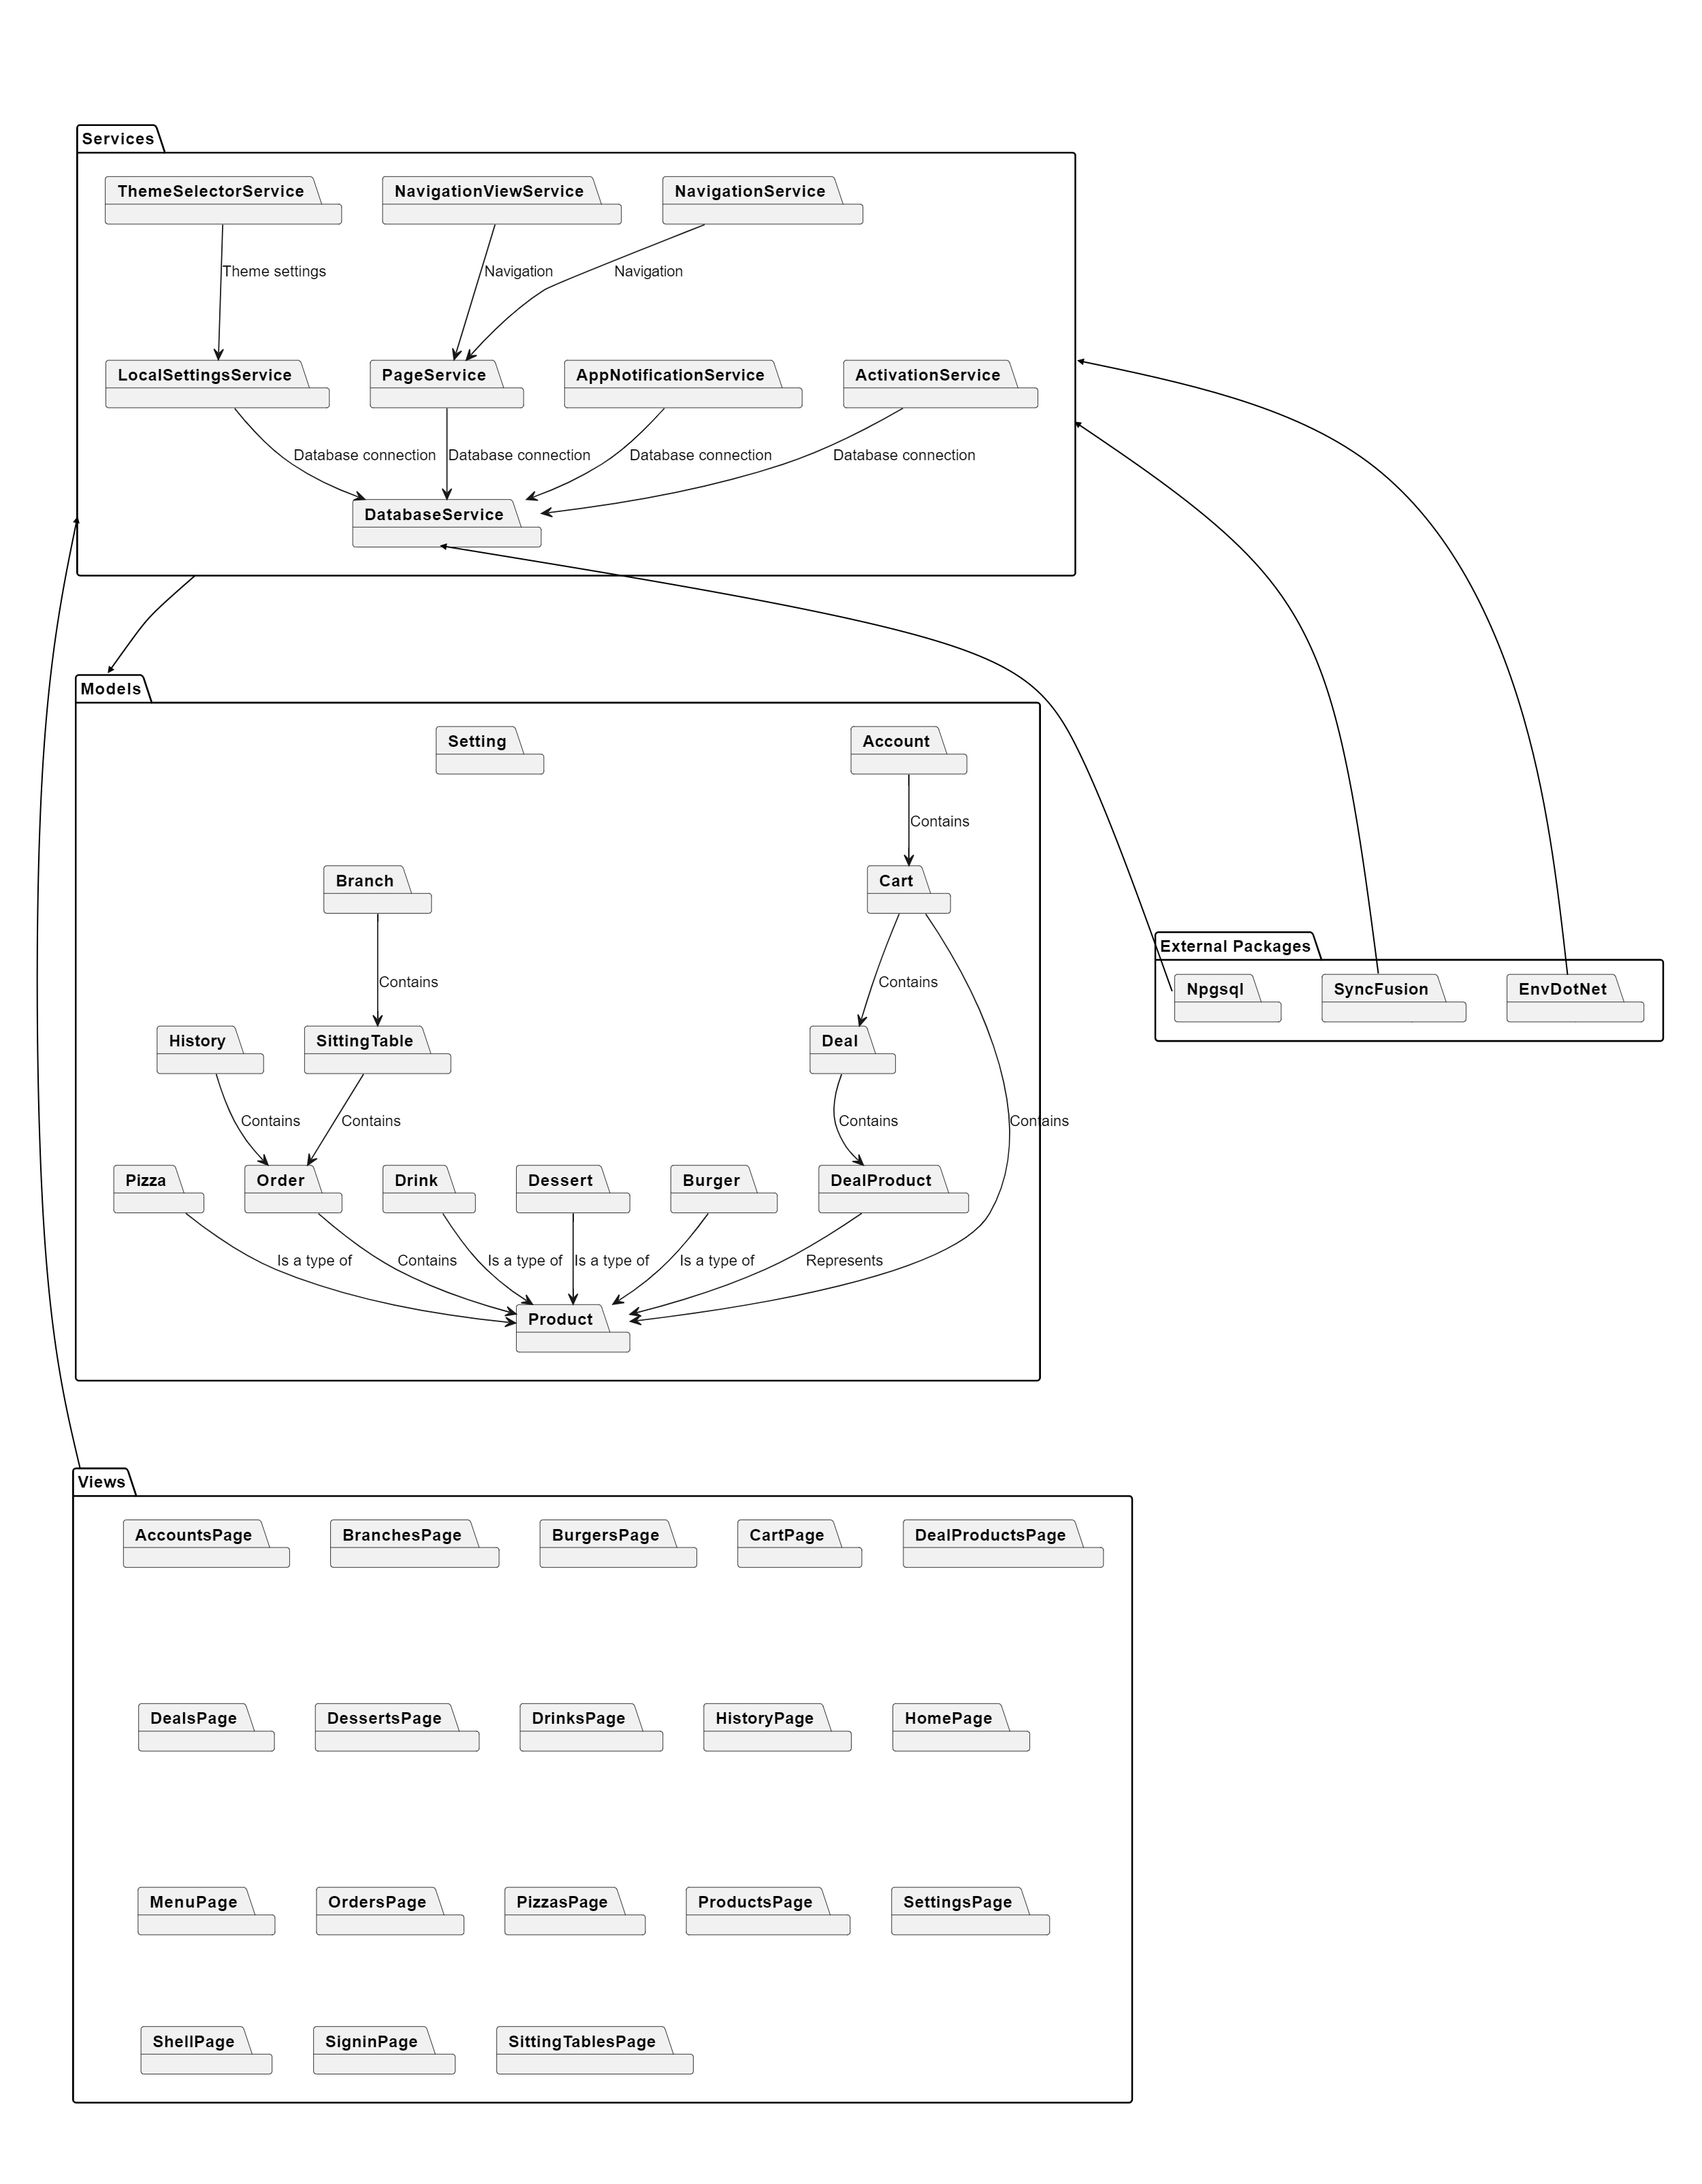 Services
ThemeSelectorService
NavigationViewService
NavigationService
Theme settings
Navigation
Navigation
LocalSettingsService
PageService
AppNotificationService
ActivationService
Database connection
Database connection
Database connection
Database connection
DatabaseService
Models
Setting
Account
Contains
Branch
Cart
Contains
Contains
History
SittingTable
Deal
Contains
Contains
Contains
Contains
Pizza
Order
Drink
Dessert
Burger
DealProduct
Is a type of
Contains
Is a type of
Is a type of
Is a type of
Represents
Product
External Packages
Npgsql
SyncFusion
EnvDotNet
Views
AccountsPage
BranchesPage
BurgersPage
CartPage
DealProductsPage
DealsPage
DessertsPage
DrinksPage
HistoryPage
HomePage
MenuPage
OrdersPage
PizzasPage
ProductsPage
SettingsPage
ShellPage
SigninPage
SittingTablesPage